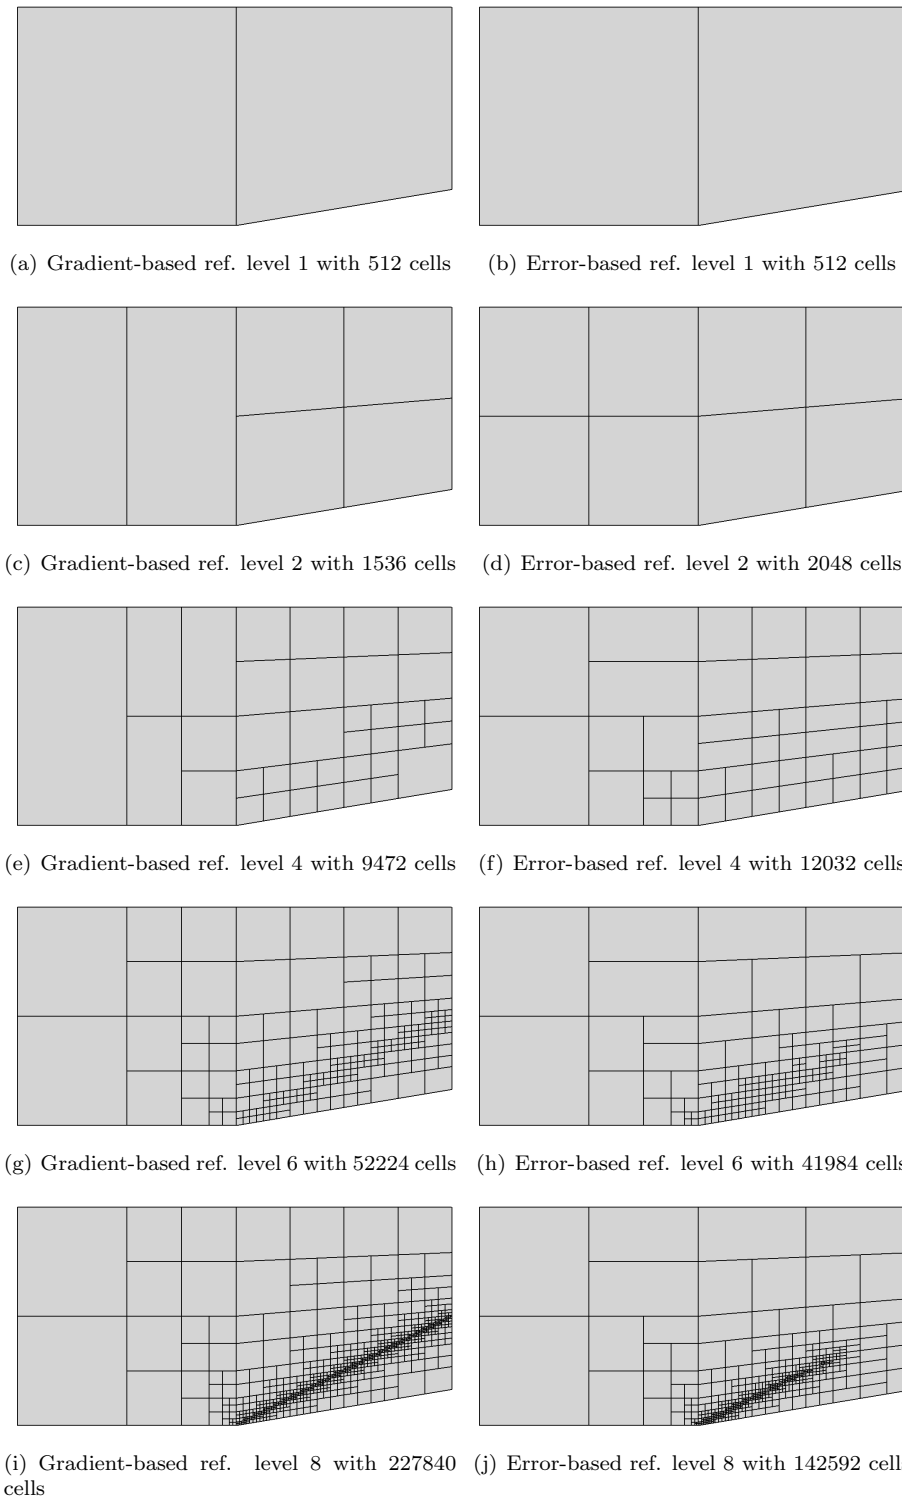 (a) Gradient-based ref. level 1 with 512 cells
(b) Error-based ref. level 1 with 512 cells
(c) Gradient-based ref. level 2 with 1536 cells
(d) Error-based ref. level 2 with 2048 cells
(e) Gradient-based ref. level 4 with 9472 cells
(f) Error-based ref. level 4 with 12032 cells
(g) Gradient-based ref. level 6 with 52224 cells
(h) Error-based ref. level 6 with 41984 cells
(i) Gradient-based ref. level 8 with 227840
cells
(j) Error-based ref. level 8 with 142592 cells